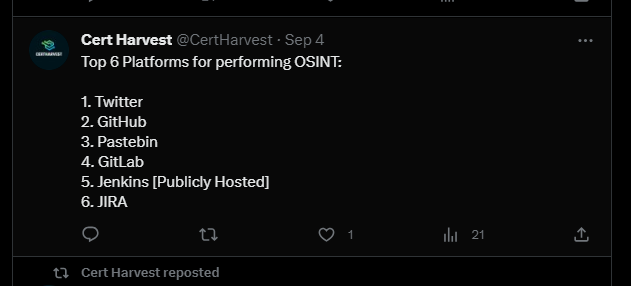 Cert Harvest @CertHarvest · Sep 4
Top 6 Platforms for performing OSINT:
1. Twitter
2. GitHub
3. Pastebin
4. GitLab
5. Jenkins [Publicly Hosted]
6. JIRA
1 21
Cert Harvest reposted